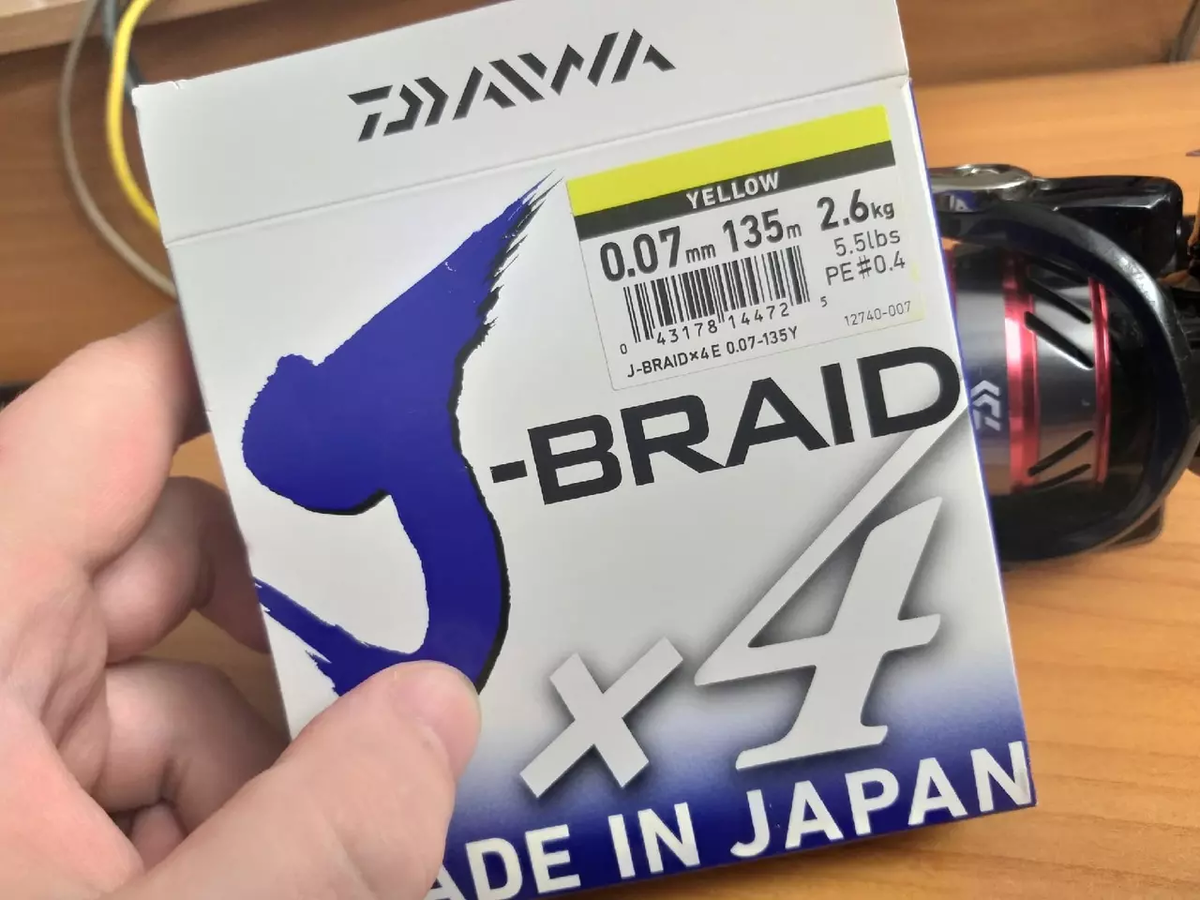 DAIWA
YELLOW
0.07mm 135m 2.6kg
5.5lbs
PE#0.4
0 43178 14472 5
12740-007
J-BRAID×4E 0.07-135Y
J-BRAID
×4
ADE IN JAPAN